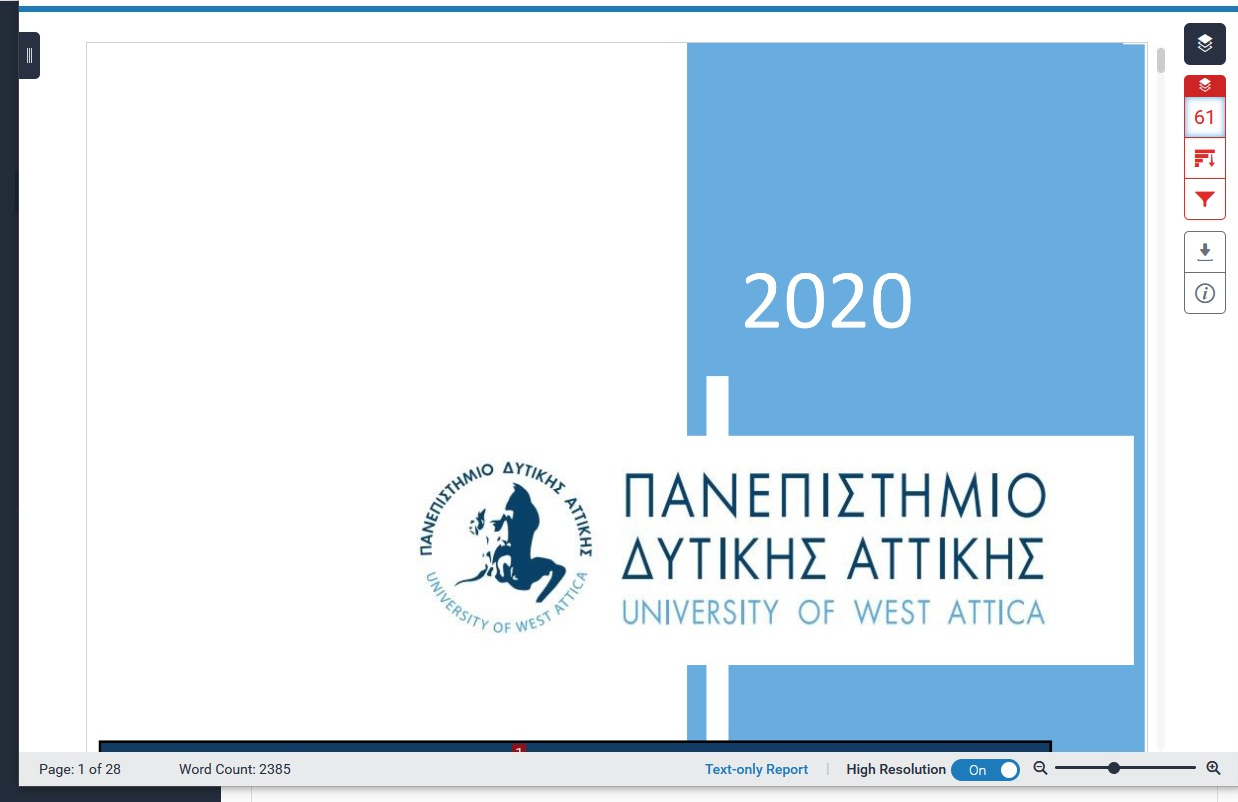 61
2020
ΠΑΝΕΠΙΣΤΗΜΙΟ ΔΥΤΙΚΗΣ ΑΤΤΙΚΗΣ
UNIVERSITY OF WEST ATTICA
ΠΑΝΕΠΙΣΤΗΜΙΟ
ΔΥΤΙΚΗΣ ΑΤΤΙΚΗΣ
UNIVERSITY OF WEST ATTICA
1
Page: 1 of 28 Word Count: 2385 Text-only Report | High Resolution On